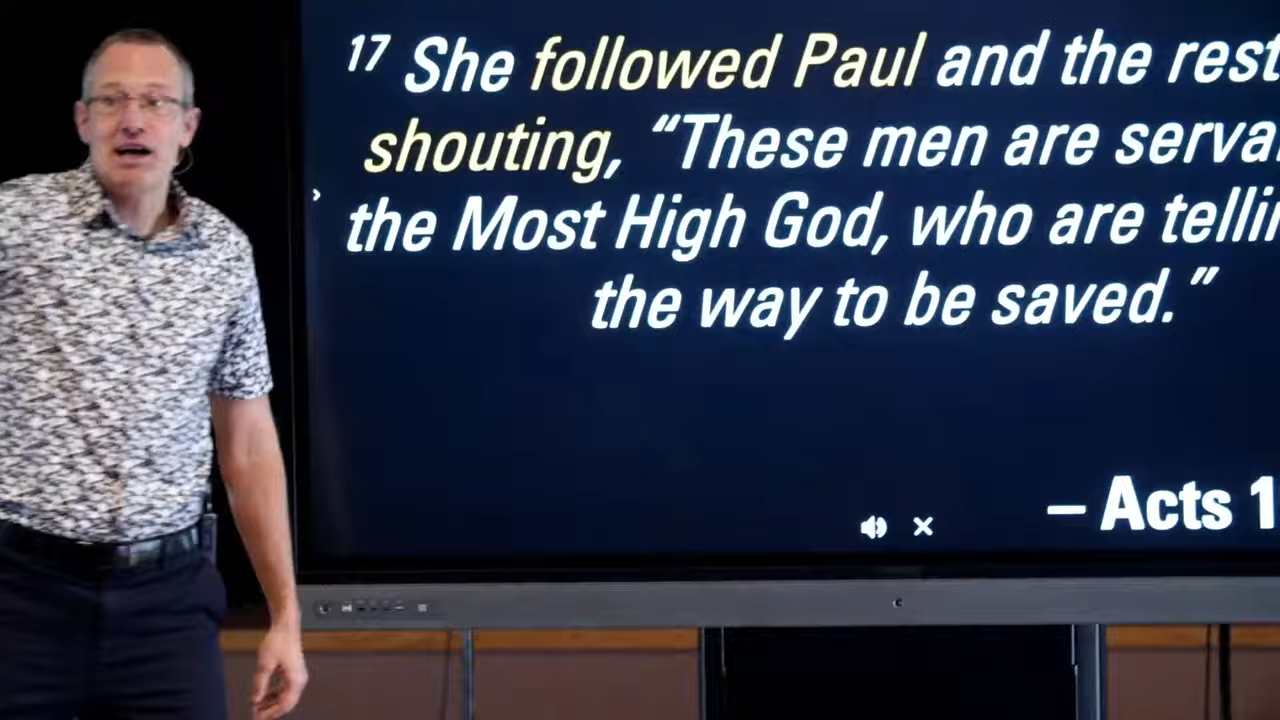 17 She followed Paul and the rest
shouting, “These men are serva
the Most High God, who are telli
the way to be saved.”
– Acts 1